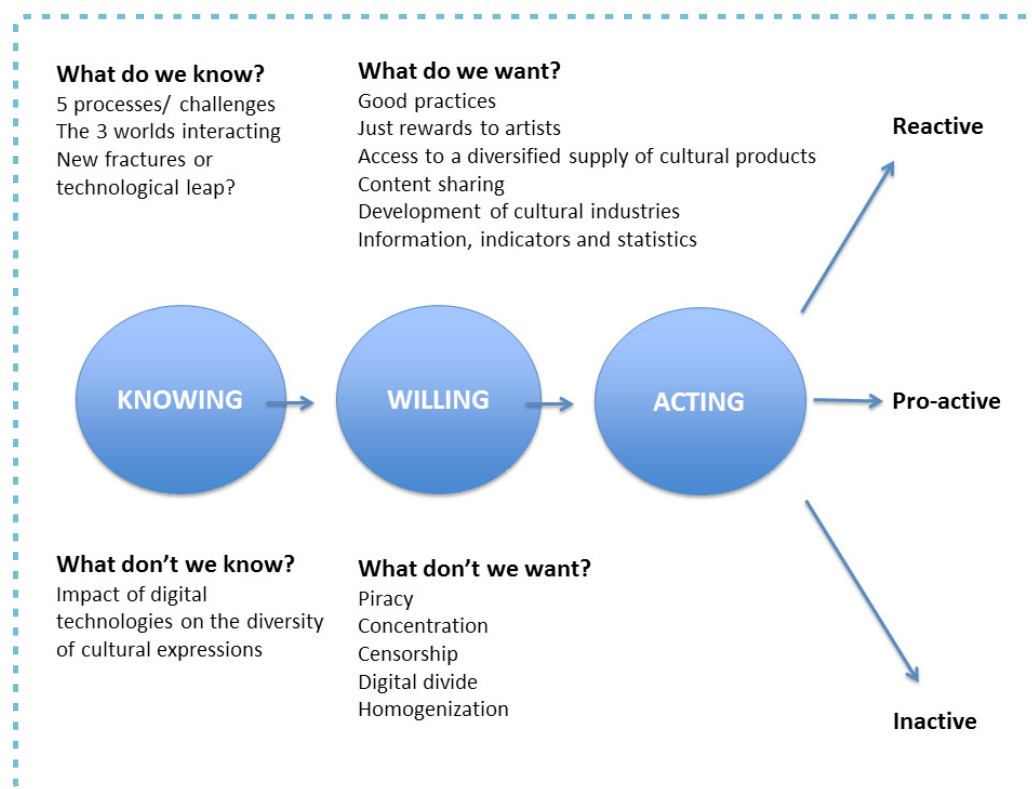 What do we know?
5 processes/ challenges
The 3 worlds interacting
New fractures or
technological leap?
What do we want?
Good practices
Just rewards to artists
Access to a diversified supply of cultural products
Content sharing
Development of cultural industries
Information, indicators and statistics
Reactive
KNOWING
WILLING
ACTING
Pro-active
What don’t we know?
Impact of digital
technologies on the diversity
of cultural expressions
What don’t we want?
Piracy
Concentration
Censorship
Digital divide
Homogenization
Inactive